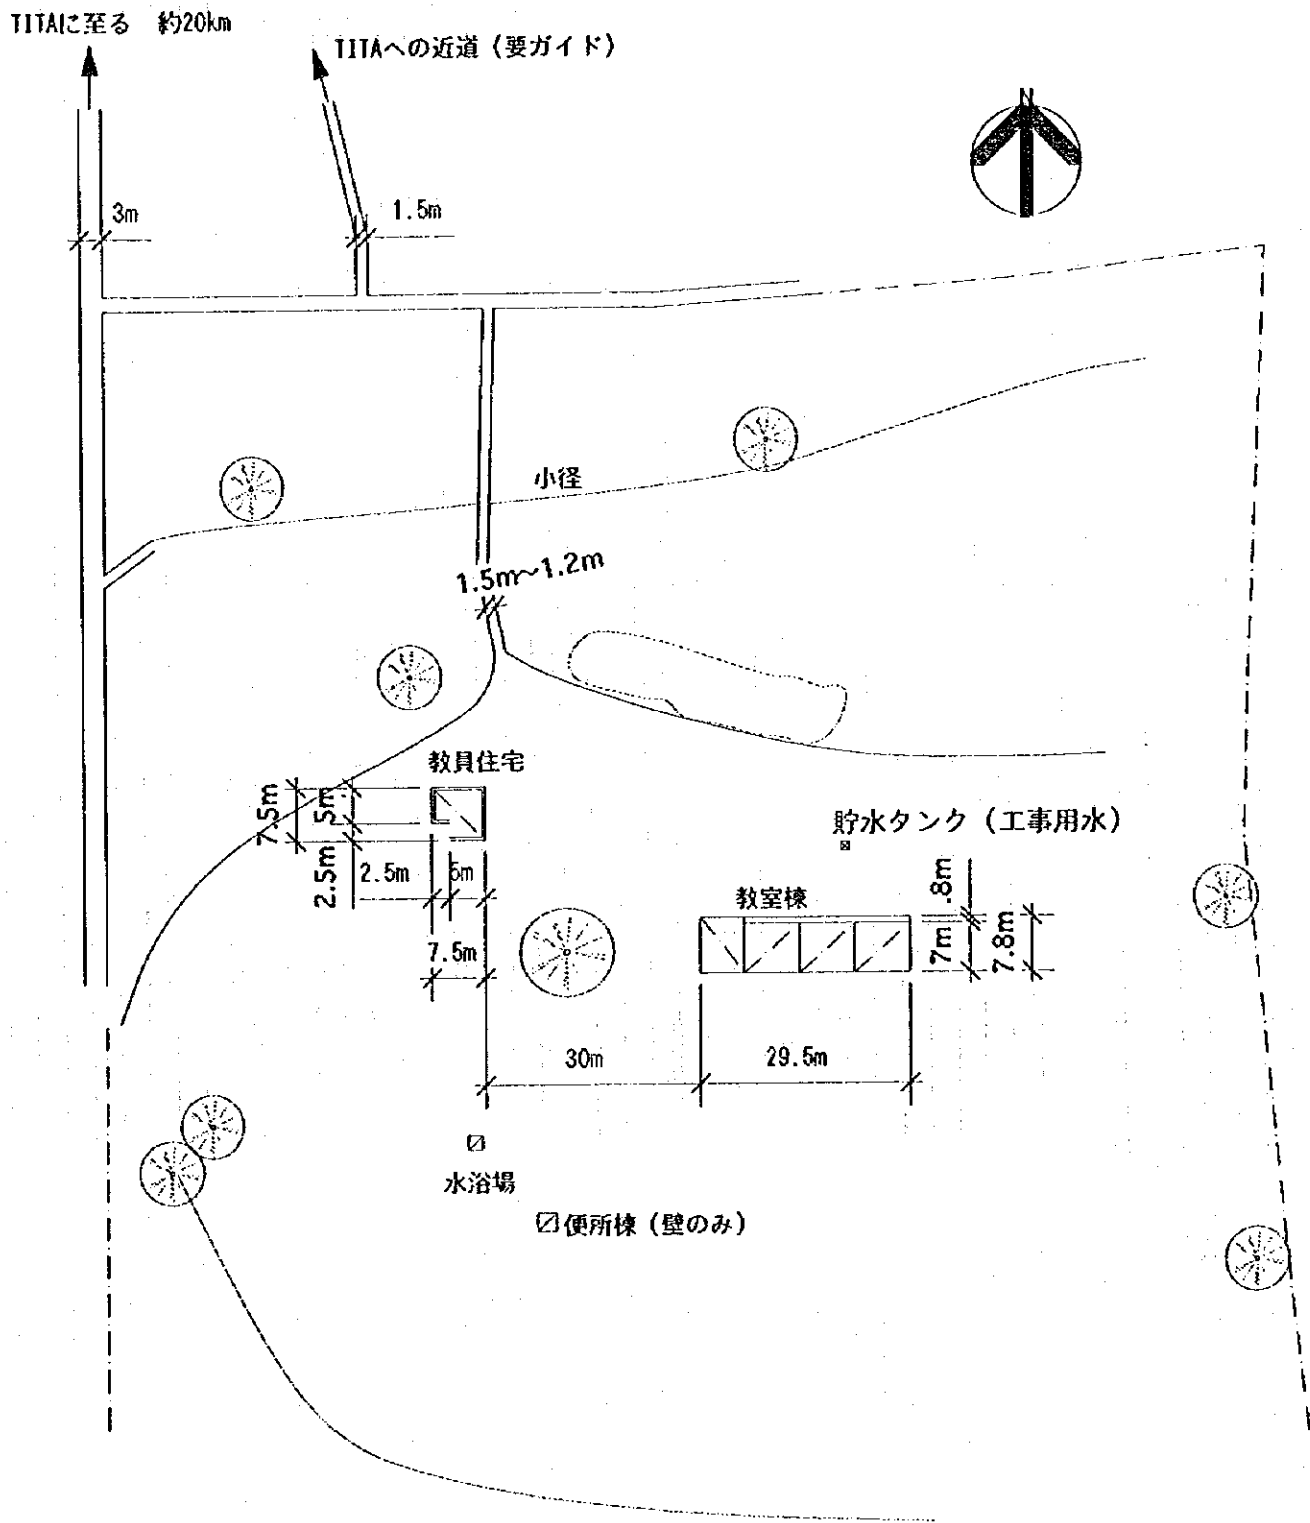 TITAに至る 約20km
TITAへの近道（要ガイド）
N
3m
1.5m
小径
1.5m～1.2m
教員住宅
7.5m
5m
2.5m
2.5m
5m
7.5m
貯水タンク（工事用水）
教室棟
.8m
7m
7.8m
30m
29.5m
水浴場
便所棟（壁のみ）